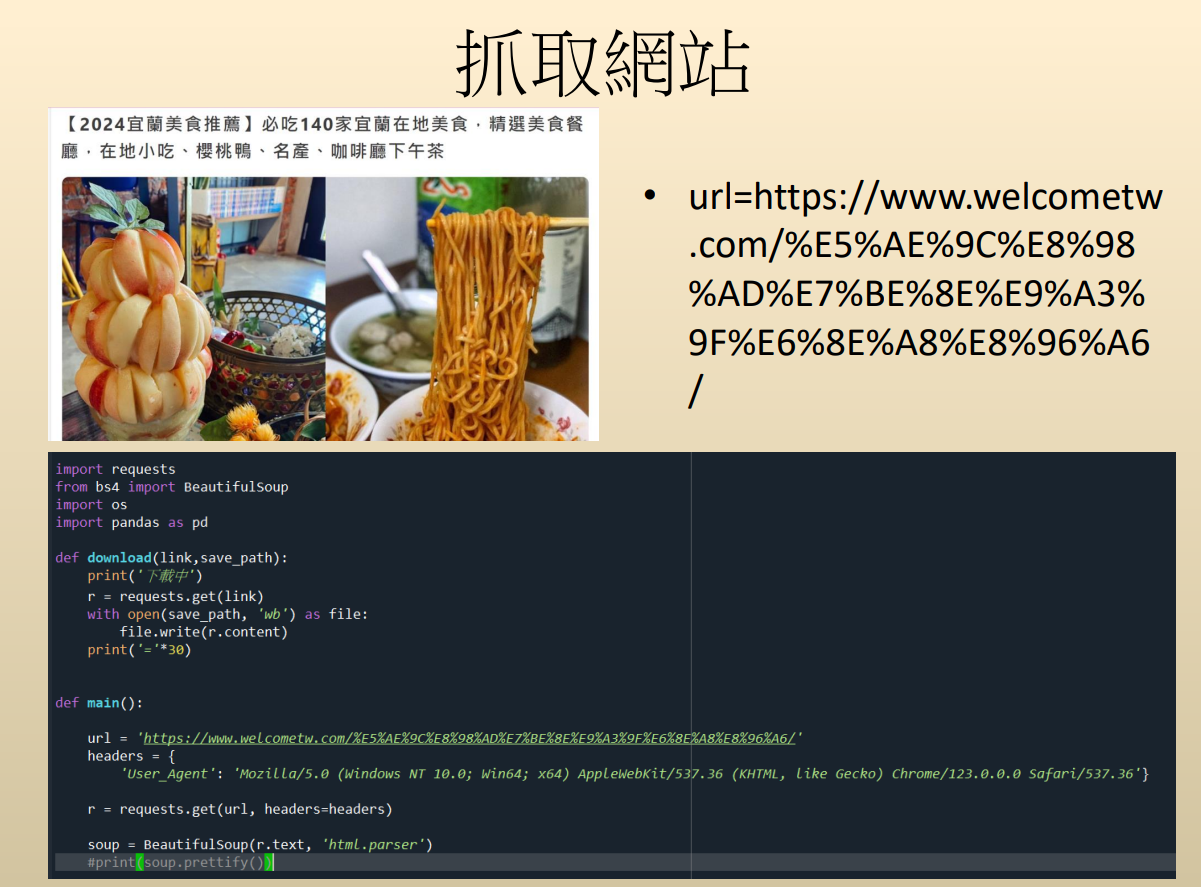 抓取網站
【2024宜蘭美食推薦】必吃140家宜蘭在地美食，精選美食餐
廳，在地小吃、櫻桃鴨、名產、咖啡廳下午茶
• url=https://www.welcometw
.com/%E5%AE%9C%E8%98
%AD%E7%BE%8E%E9%A3%
9F%E6%8E%A8%E8%96%A6
/
import requests
from bs4 import BeautifulSoup
import os
import pandas as pd
def download(link,save_path):
    print('下載中')
    r = requests.get(link)
    with open(save_path, 'wb') as file:
        file.write(r.content)
    print('='*30)
def main():
    url = 'https://www.welcometw.com/%E5%AE%9C%E8%98%AD%E7%BE%8E%E9%A3%9F%E6%8E%A8%E8%96%A6/'
    headers = {
        'User_Agent': 'Mozilla/5.0 (Windows NT 10.0; Win64; x64) AppleWebKit/537.36 (KHTML, like Gecko) Chrome/123.0.0.0 Safari/537.36'}
    r = requests.get(url, headers=headers)
    soup = BeautifulSoup(r.text, 'html.parser')
    #print(soup.prettify())